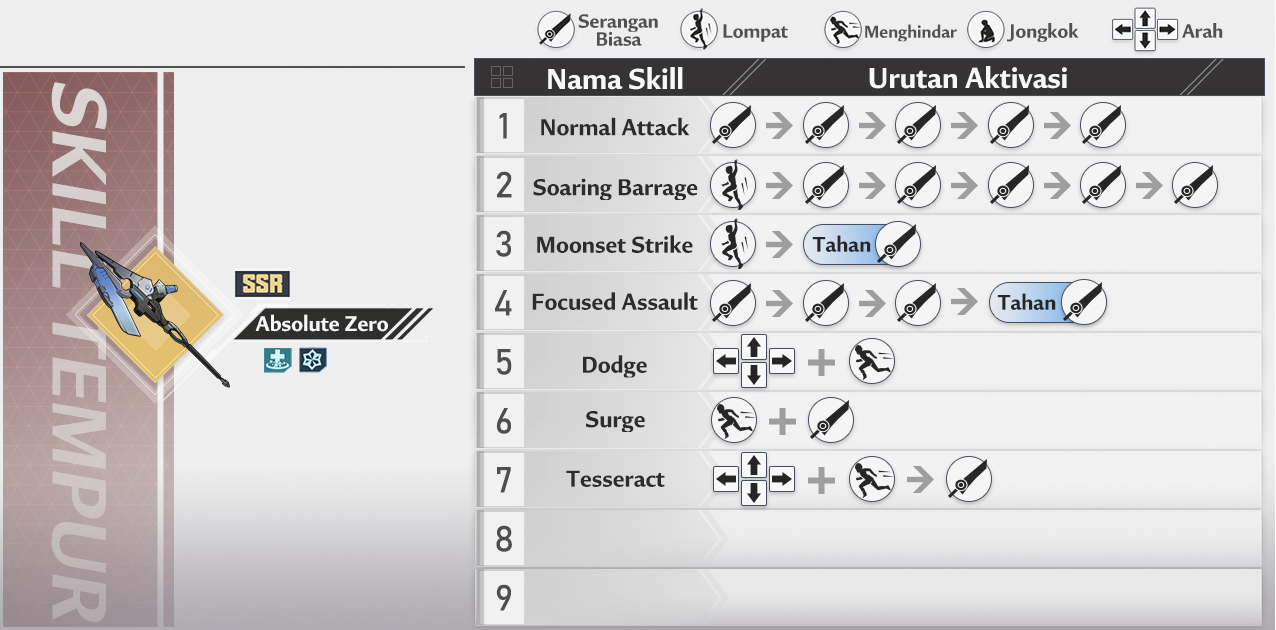 Serangan
Biasa
Lompat
Menghindar
Jongkok
Arah
Nama Skill
Urutan Aktivasi
SKILL TEMPUR
SSR
Absolute Zero
1 Normal Attack
2 Soaring Barrage
3 Moonset Strike Tahan
4 Focused Assault Tahan
5 Dodge
6 Surge
7 Tesseract
8
9